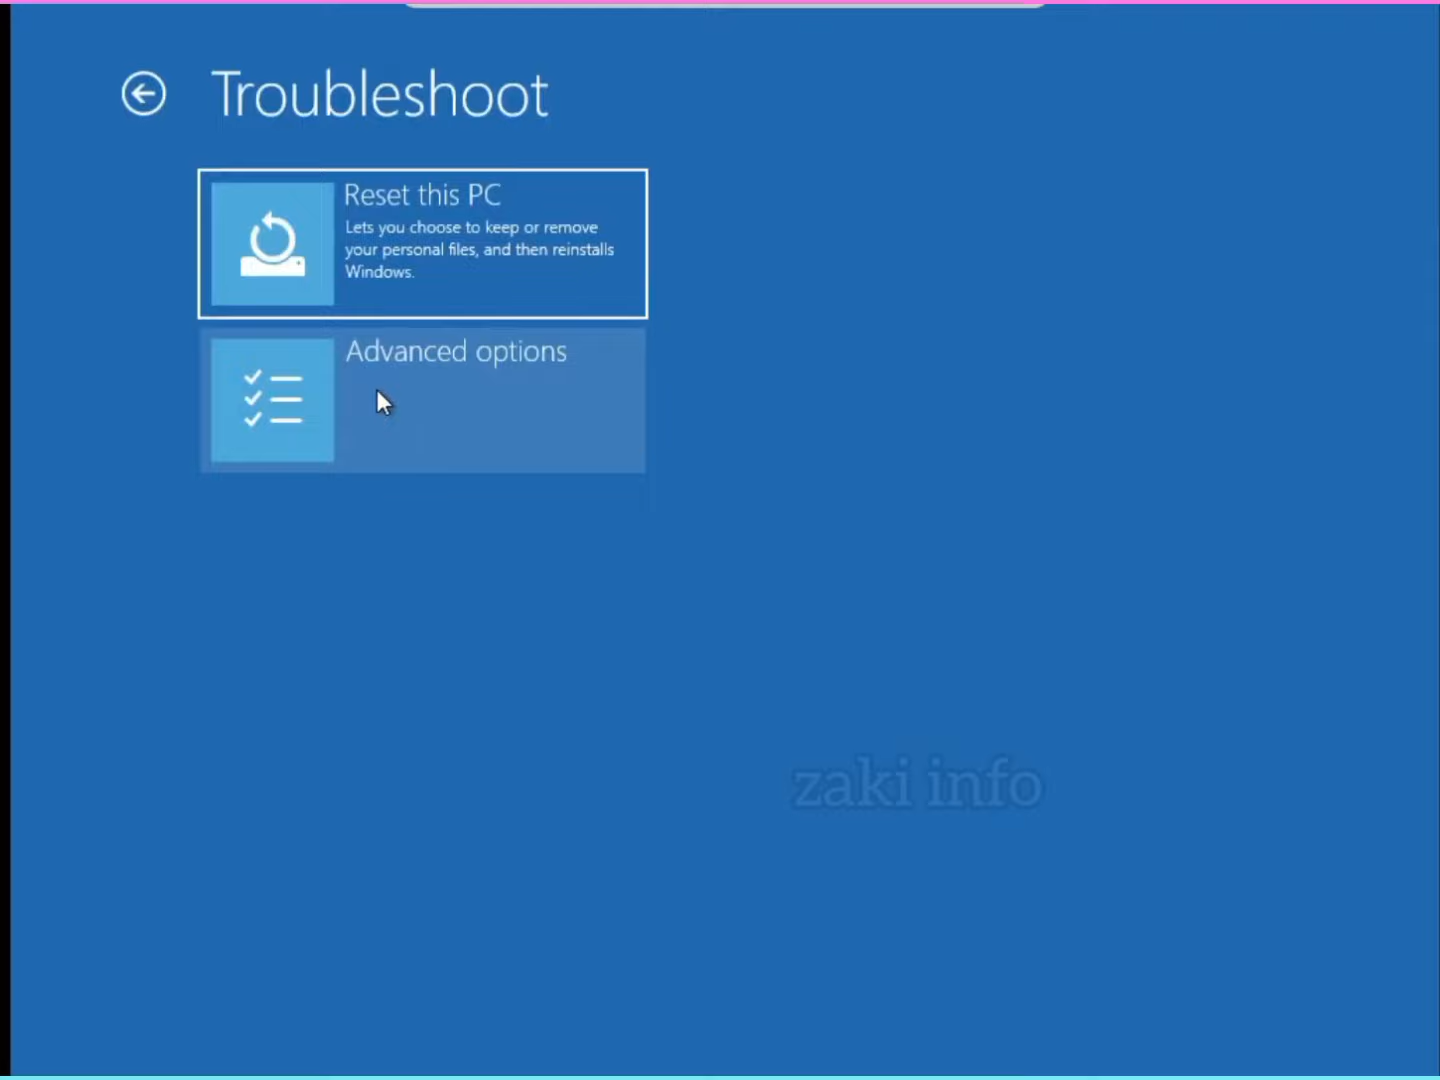 Troubleshoot
Reset this PC
Lets you choose to keep or remove
your personal files, and then reinstalls
Windows.
Advanced options
zaki info